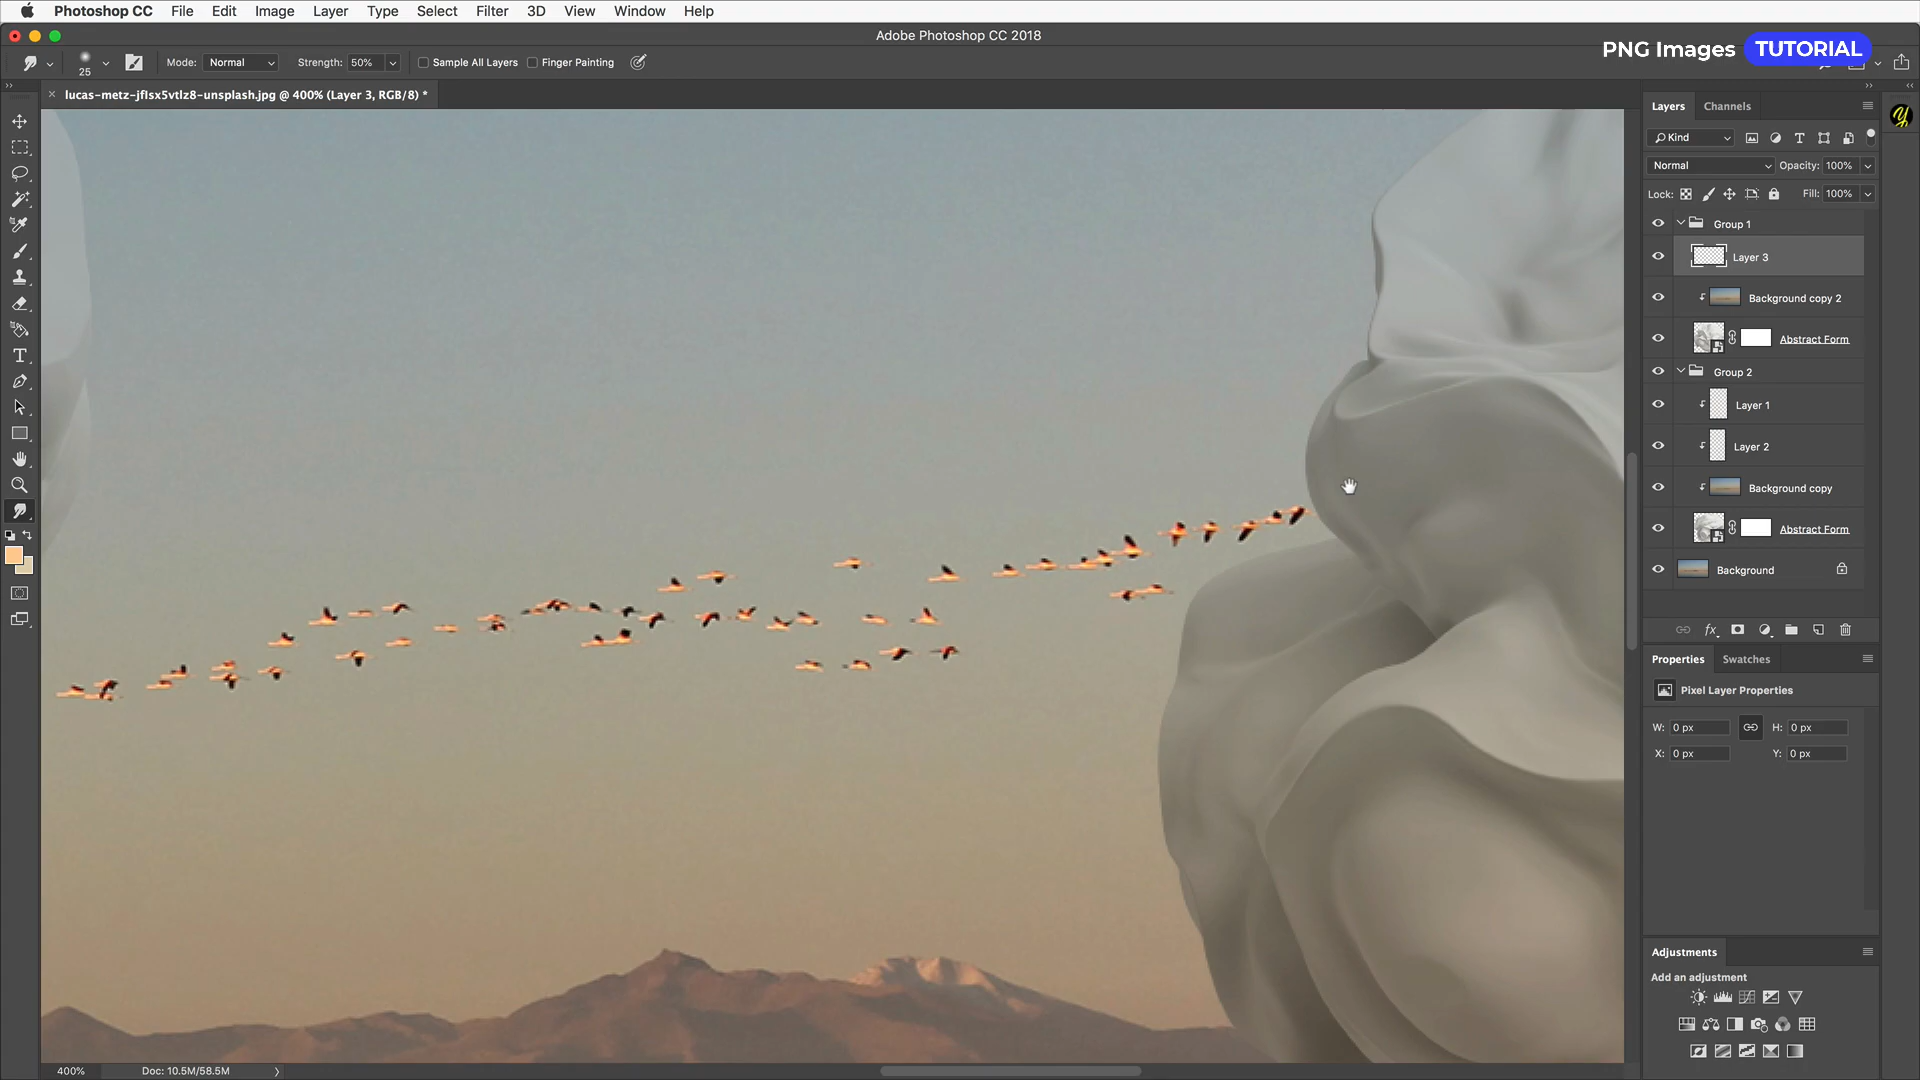 Photoshop CC File Edit Image Layer Type Select Filter 3D View Window Help
Adobe Photoshop CC 2018
PNG Images TUTORIAL
25 Mode: Normal Strength: 50% Sample All Layers Finger Painting
lucas-metz-jfIsx5vtlz8-unsplash.jpg @ 400% (Layer 3, RGB/8) *
Layers Channels
Kind
Normal Opacity: 100%
Lock: Fill: 100%
Group 1
Layer 3
Background copy 2
Abstract Form
Group 2
Layer 1
Layer 2
Background copy
Abstract Form
Background
fx
Properties Swatches
Pixel Layer Properties
W: 0 px H: 0 px
X: 0 px Y: 0 px
Adjustments
Add an adjustment
400% Doc: 10.5M/58.5M